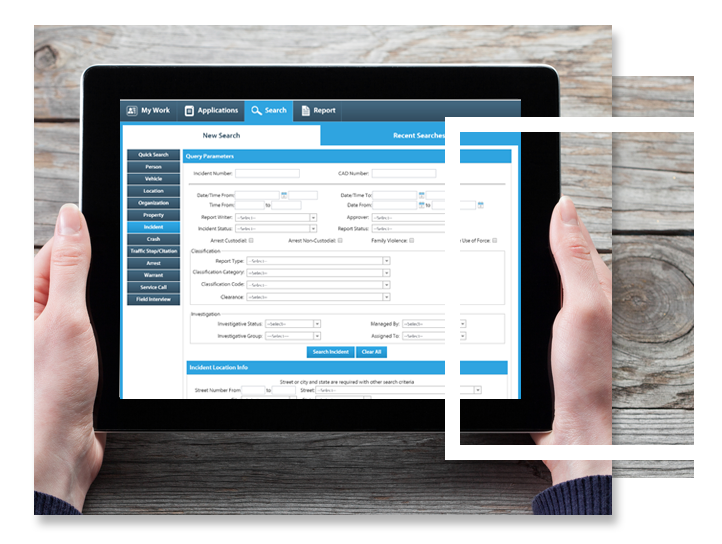 My Work Applications Search Report
New Search Recent Searches
Quick Search
Person
Vehicle
Location
Organization
Property
Incident
Crash
Traffic Stop/Citation
Arrest
Warrant
Service Call
Field Interview
Query Parameters
Incident Number: CAD Number:
Date/Time From: Date/Time To:
Time From: to Date From: to
Report Writer: --Select-- Approver: --Select--
Incident Status: --Select-- Report Status: --Select--
Arrest Custodial: Arrest Non-Custodial: Family Violence: Use of Force:
Classification
Report Type: --Select--
Classification Category: --Select--
Classification Code: --Select--
Clearance: --Select--
Investigation
Investigative Status: --Select-- Managed By: --Select--
Investigative Group: --Select-- Assigned To: --Select--
Search Incident Clear All
Incident Location Info
Street or city and state are required with other search criteria
Street Number From to Street --Select--